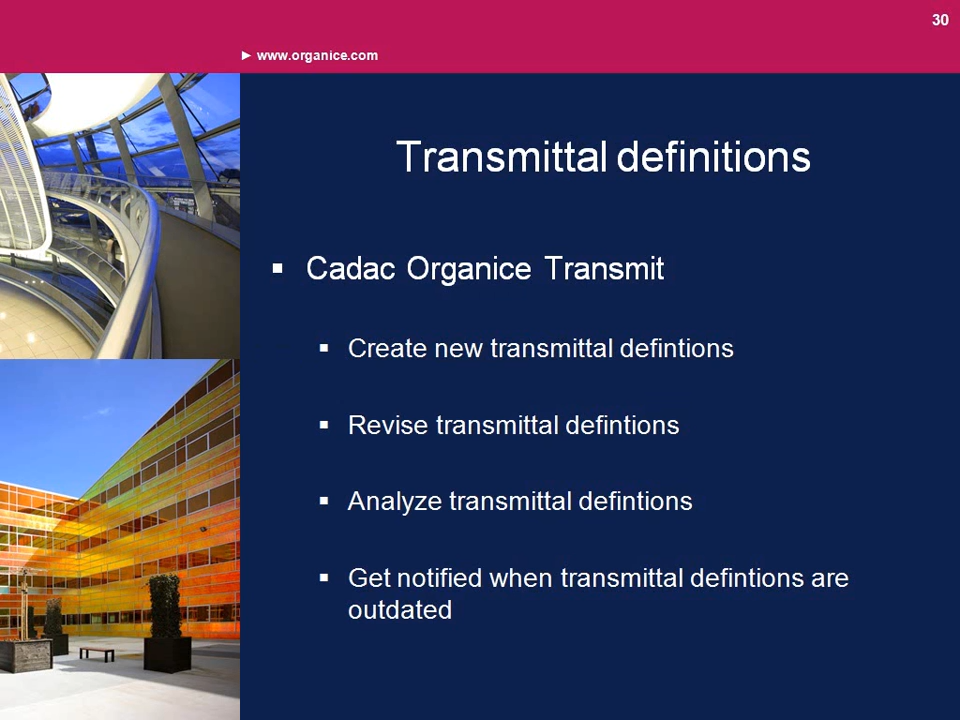 30
► www.organice.com
Transmittal definitions
▪ Cadac Organice Transmit
▪ Create new transmittal defintions
▪ Revise transmittal defintions
▪ Analyze transmittal defintions
▪ Get notified when transmittal defintions are
outdated